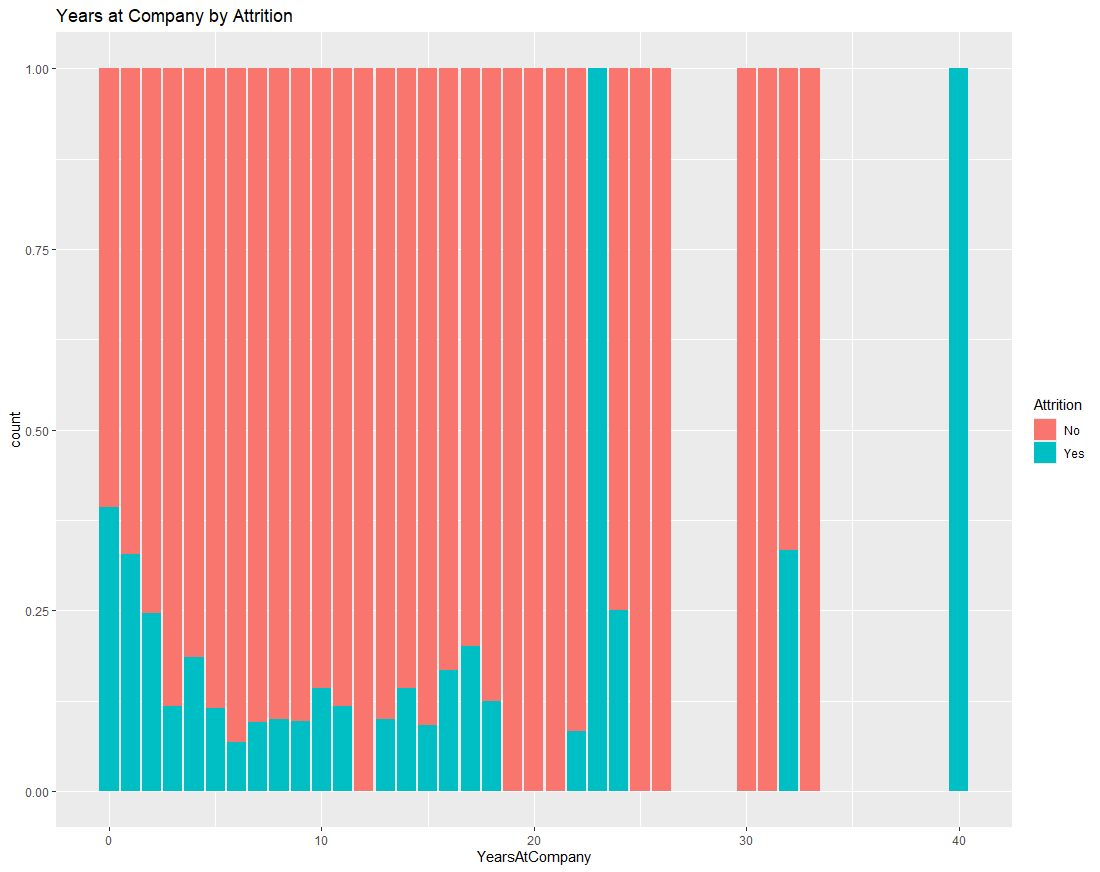 Years at Company by Attrition
1.00
0.75
0.50
0.25
0.00
count
0
10
20
30
40
YearsAtCompany
Attrition
No
Yes